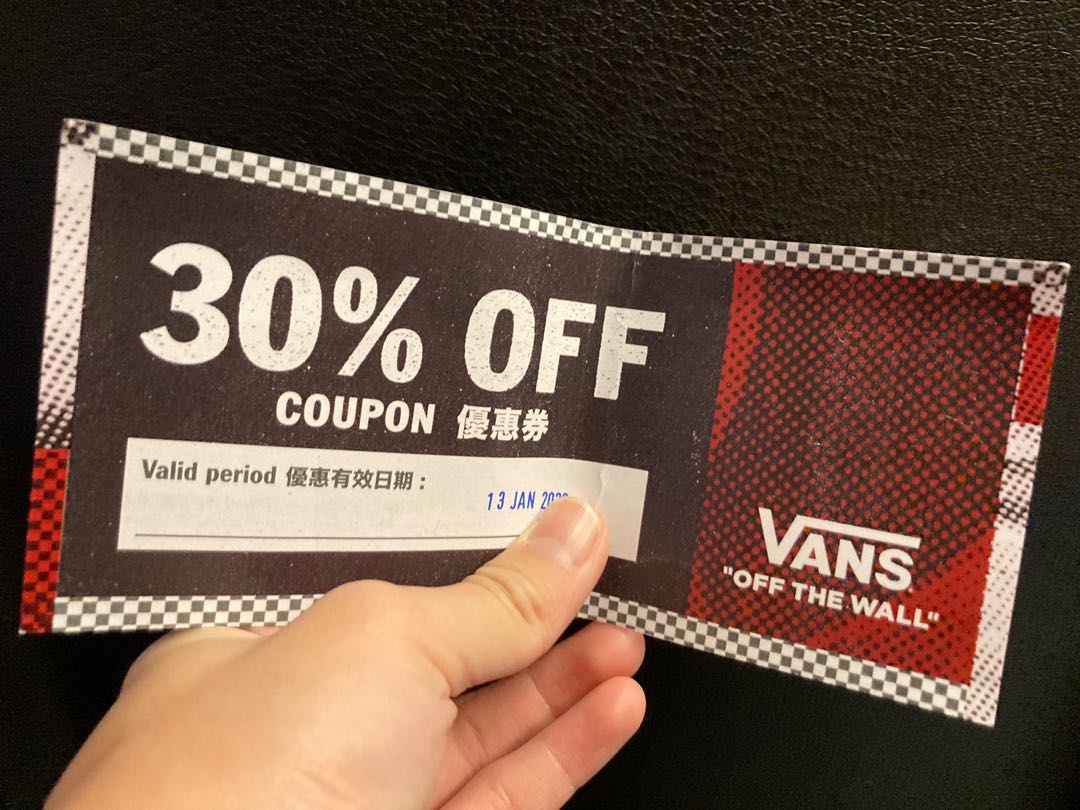 30% OFF
COUPON 優惠券
Valid period 優惠有效日期：
13 JAN
VANS
"OFF THE WALL"